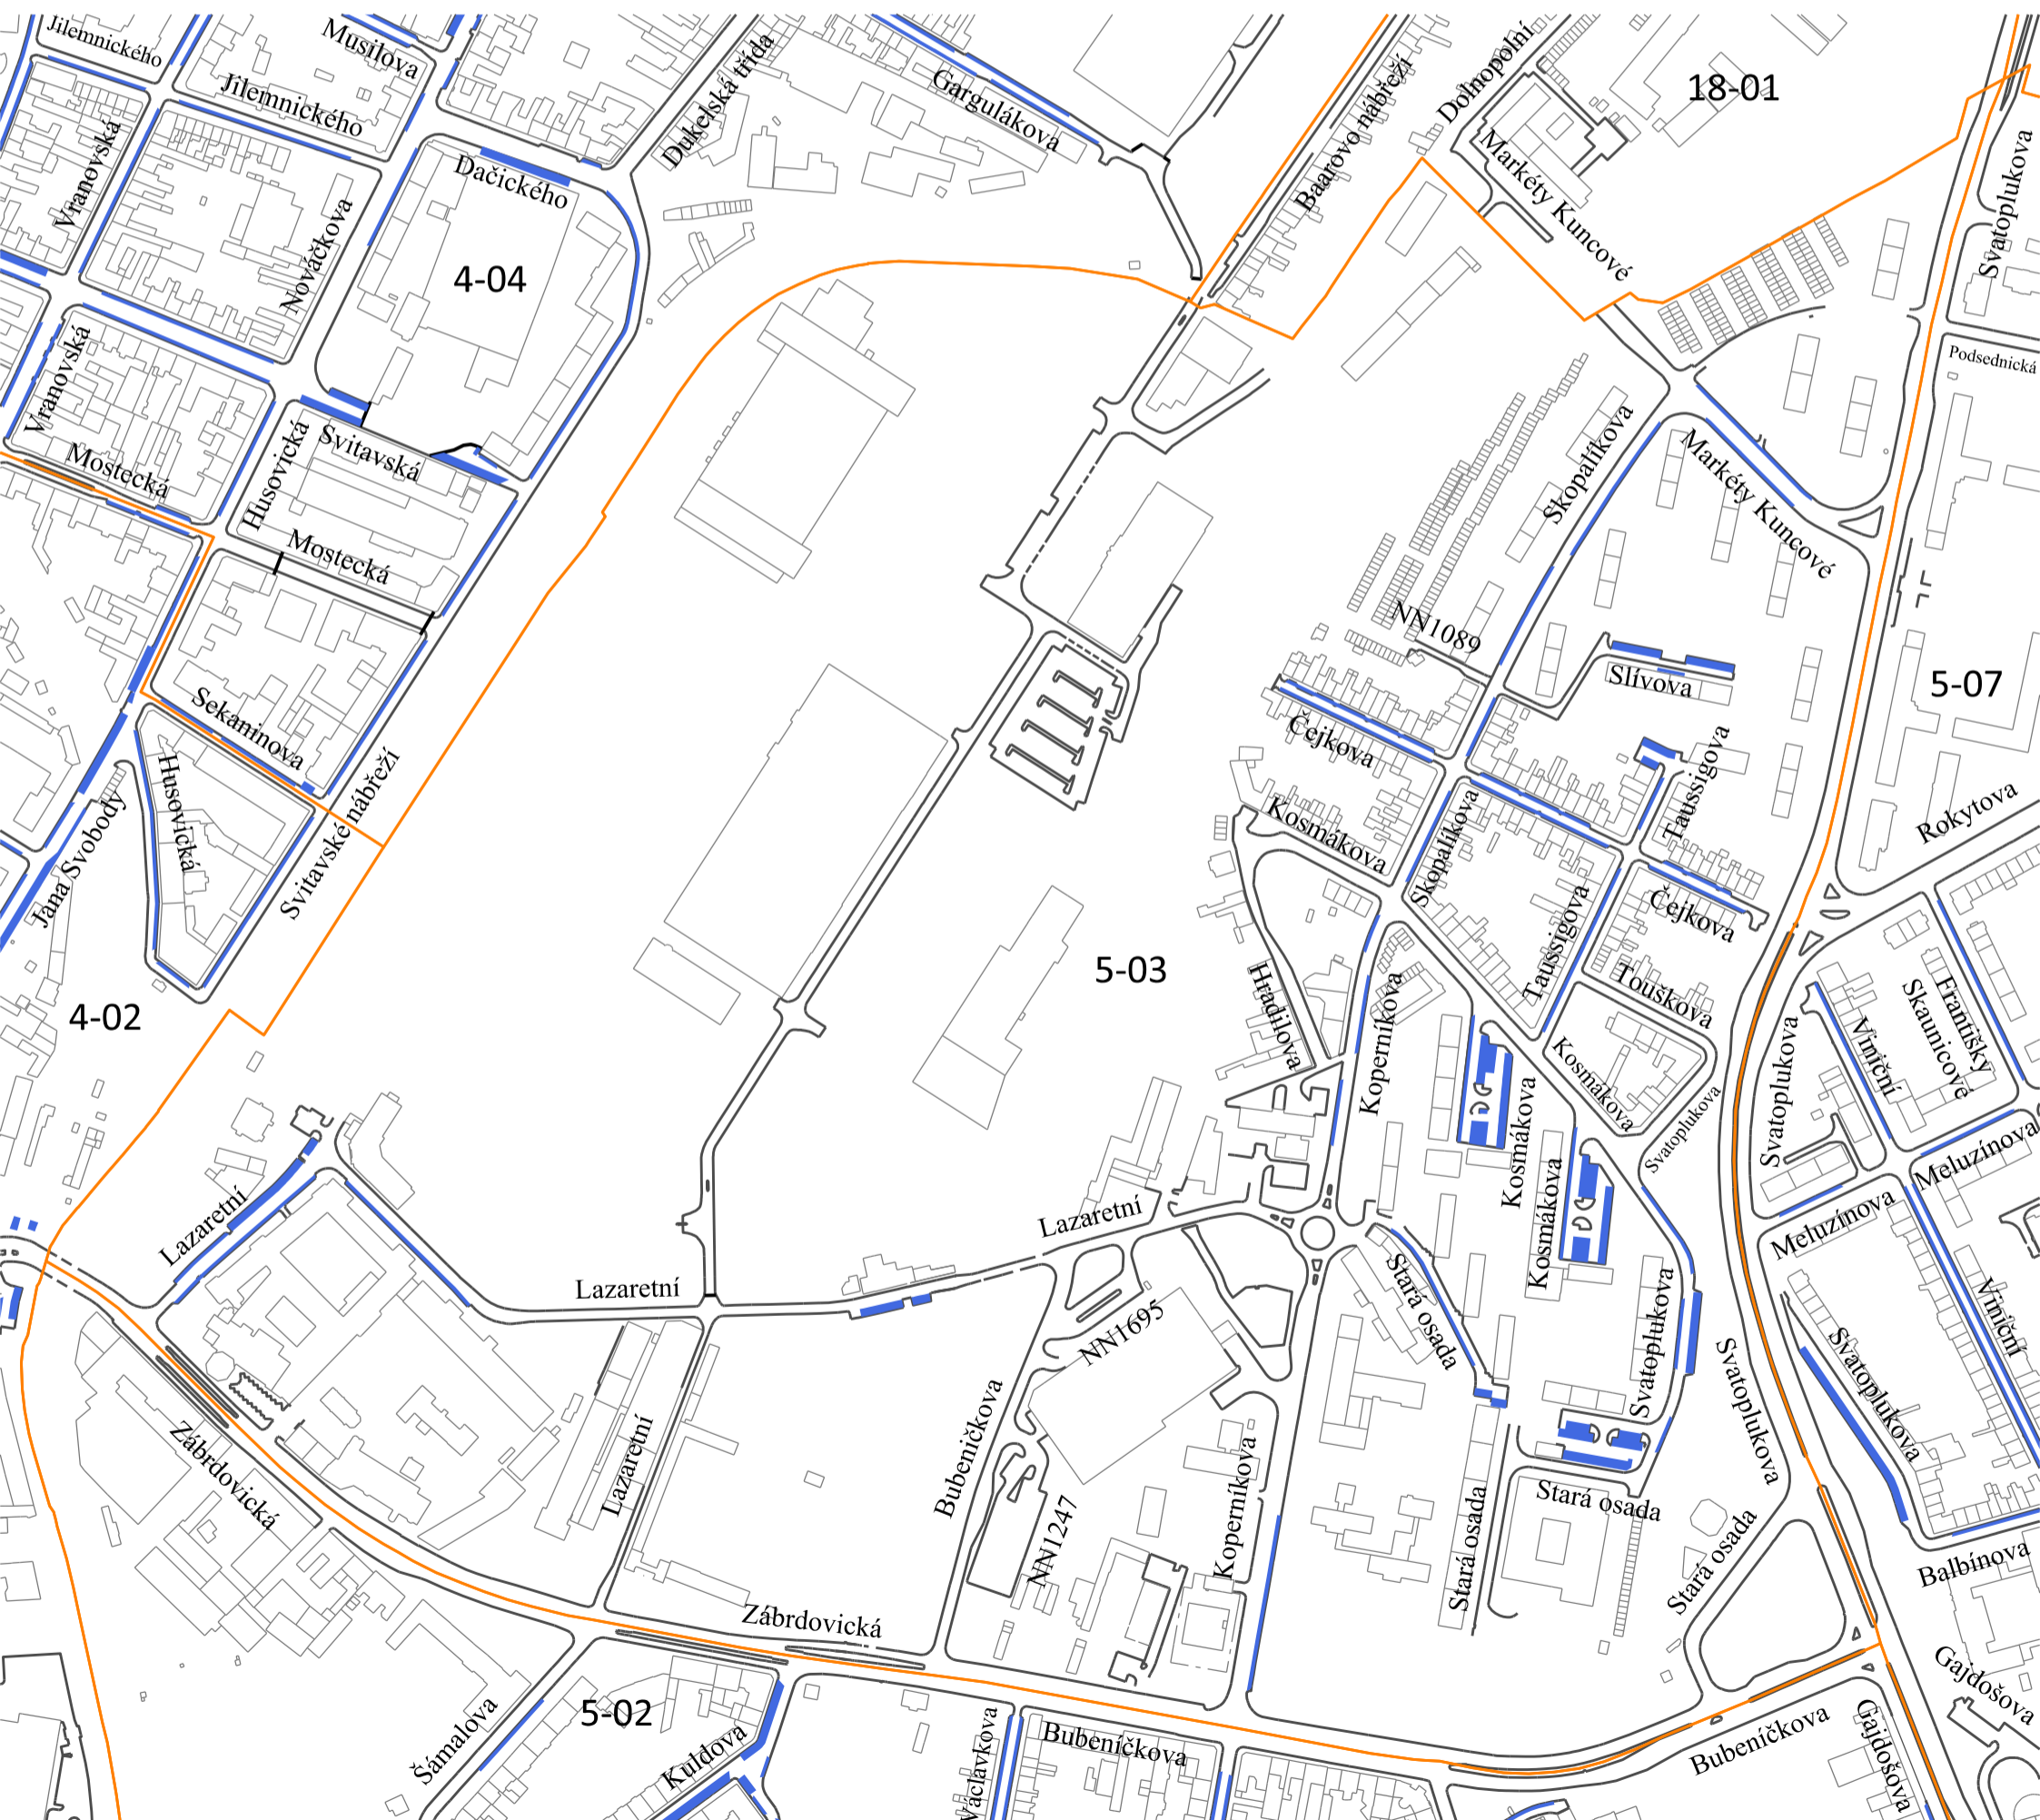 Jilemnického
Musilova
Jilemnického
Dukelská třída
Gargulákova
Baarovo nábřeží
Dolnopolní
18-01
Markéty Kuncové
Svatoplukova
Vranovská
Dačického
Nováčkova
4-04
Podsednická
Vranovská
Mostecká
Husovická
Svitavská
Skopalíkova
Markéty Kuncové
Mostecká
NN1089
Slívova
5-07
Sekaninova
Čejkova
Taussigova
Husovická
Svitavské nábřeží
Jana Svobody
Kosmákova
Skopalíkova
Rokytova
Čejkova
Taussigova
5-03
Hradilova
Koperníkova
Toušková
4-02
Kosmákova
Svatoplukova
Svatoplukova
Viniční
Františky
Skaunicové
Kosmákova
Kosmákova
Meluzínova
Meluzínova
Lazaretní
Lazaretní
Lazaretní
Stará osada
NN1695
Svatoplukova
Svatoplukova
Svatoplukova
Viniční
Zábrdovická
Lazaretní
Bubeníčkova
NN1247
Koperníkova
Stará osada
Stará osada
Stará osada
Balbínova
Zábrdovická
Gajdošova
5-02
Šámalova
Kuldova
Václavkova
Bubeníčkova
Bubeníčkova
Gajdošova